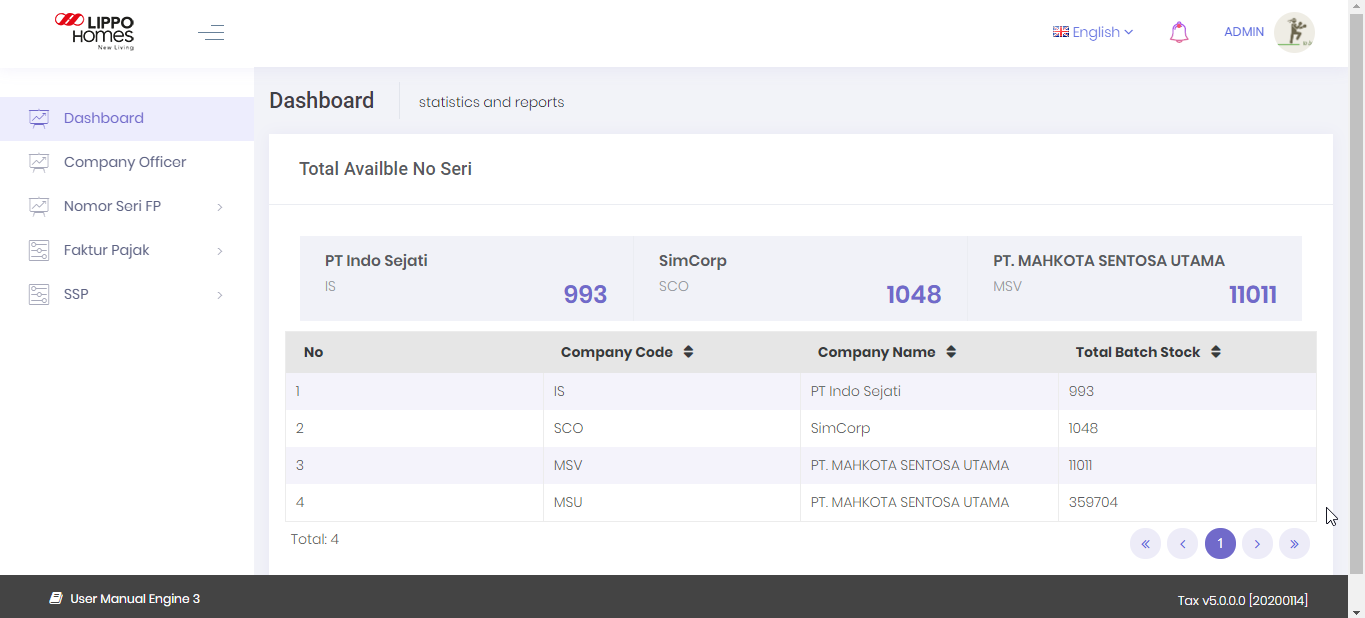 LIPPO
HOMES
New Living
English
ADMIN
Dashboard
Company Officer
Nomor Seri FP
Faktur Pajak
SSP
Dashboard
statistics and reports
Total Availble No Seri
PT Indo Sejati
IS
993
SimCorp
SCO
1048
PT. MAHKOTA SENTOSA UTAMA
MSV
11011
No Company Code Company Name Total Batch Stock
1 IS PT Indo Sejati 993
2 SCO SimCorp 1048
3 MSV PT. MAHKOTA SENTOSA UTAMA 11011
4 MSU PT. MAHKOTA SENTOSA UTAMA 359704
Total: 4
« ‹ 1 › »
User Manual Engine 3
Tax v5.0.0.0 [20200114]